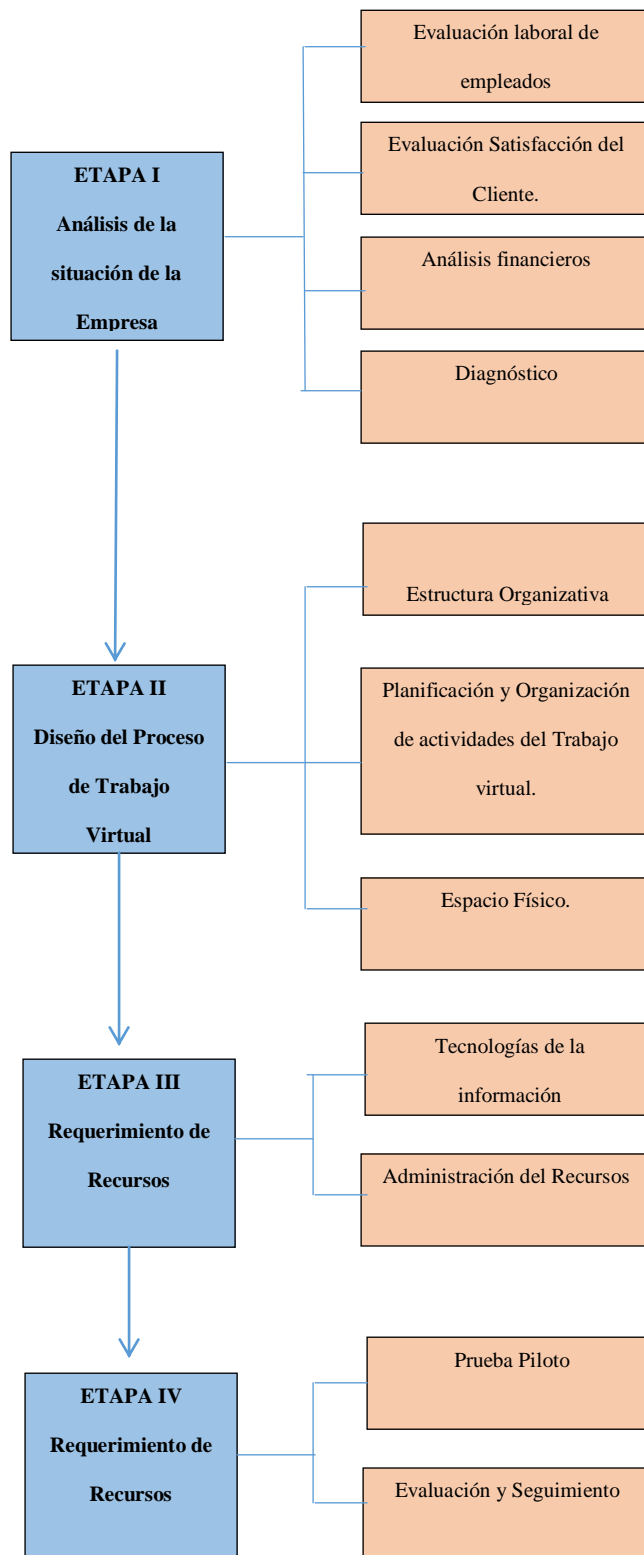 Evaluación laboral de
empleados
ETAPA I
Análisis de la
situación de la
Empresa
Evaluación Satisfacción del
Cliente.
Análisis financieros
Diagnóstico
ETAPA II
Diseño del Proceso
de Trabajo
Virtual
Estructura Organizativa
Planificación y Organización
de actividades del Trabajo
virtual.
Espacio Físico.
ETAPA III
Requerimiento de
Recursos
Tecnologías de la
información
Administración del Recursos
ETAPA IV
Requerimiento de
Recursos
Prueba Piloto
Evaluación y Seguimiento